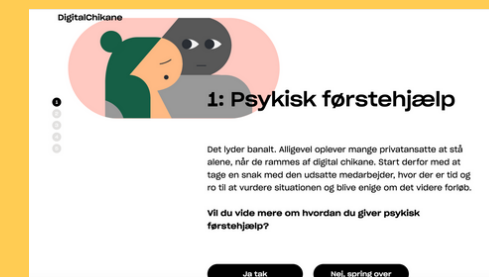 DigitalChikane
1: Psykisk førstehjælp
1
Det lyder banalt. Alligevel oplever mange privatansatte at stå
alene, når de rammes af digital chikane. Start derfor med at
tage en snak med den udsatte medarbejder, hvor der er tid og
ro til at vurdere situationen og blive enige om det videre forløb.
Vil du vide mere om hvordan du giver psykisk
førstehjælp?
Ja tak
Nej, spring over